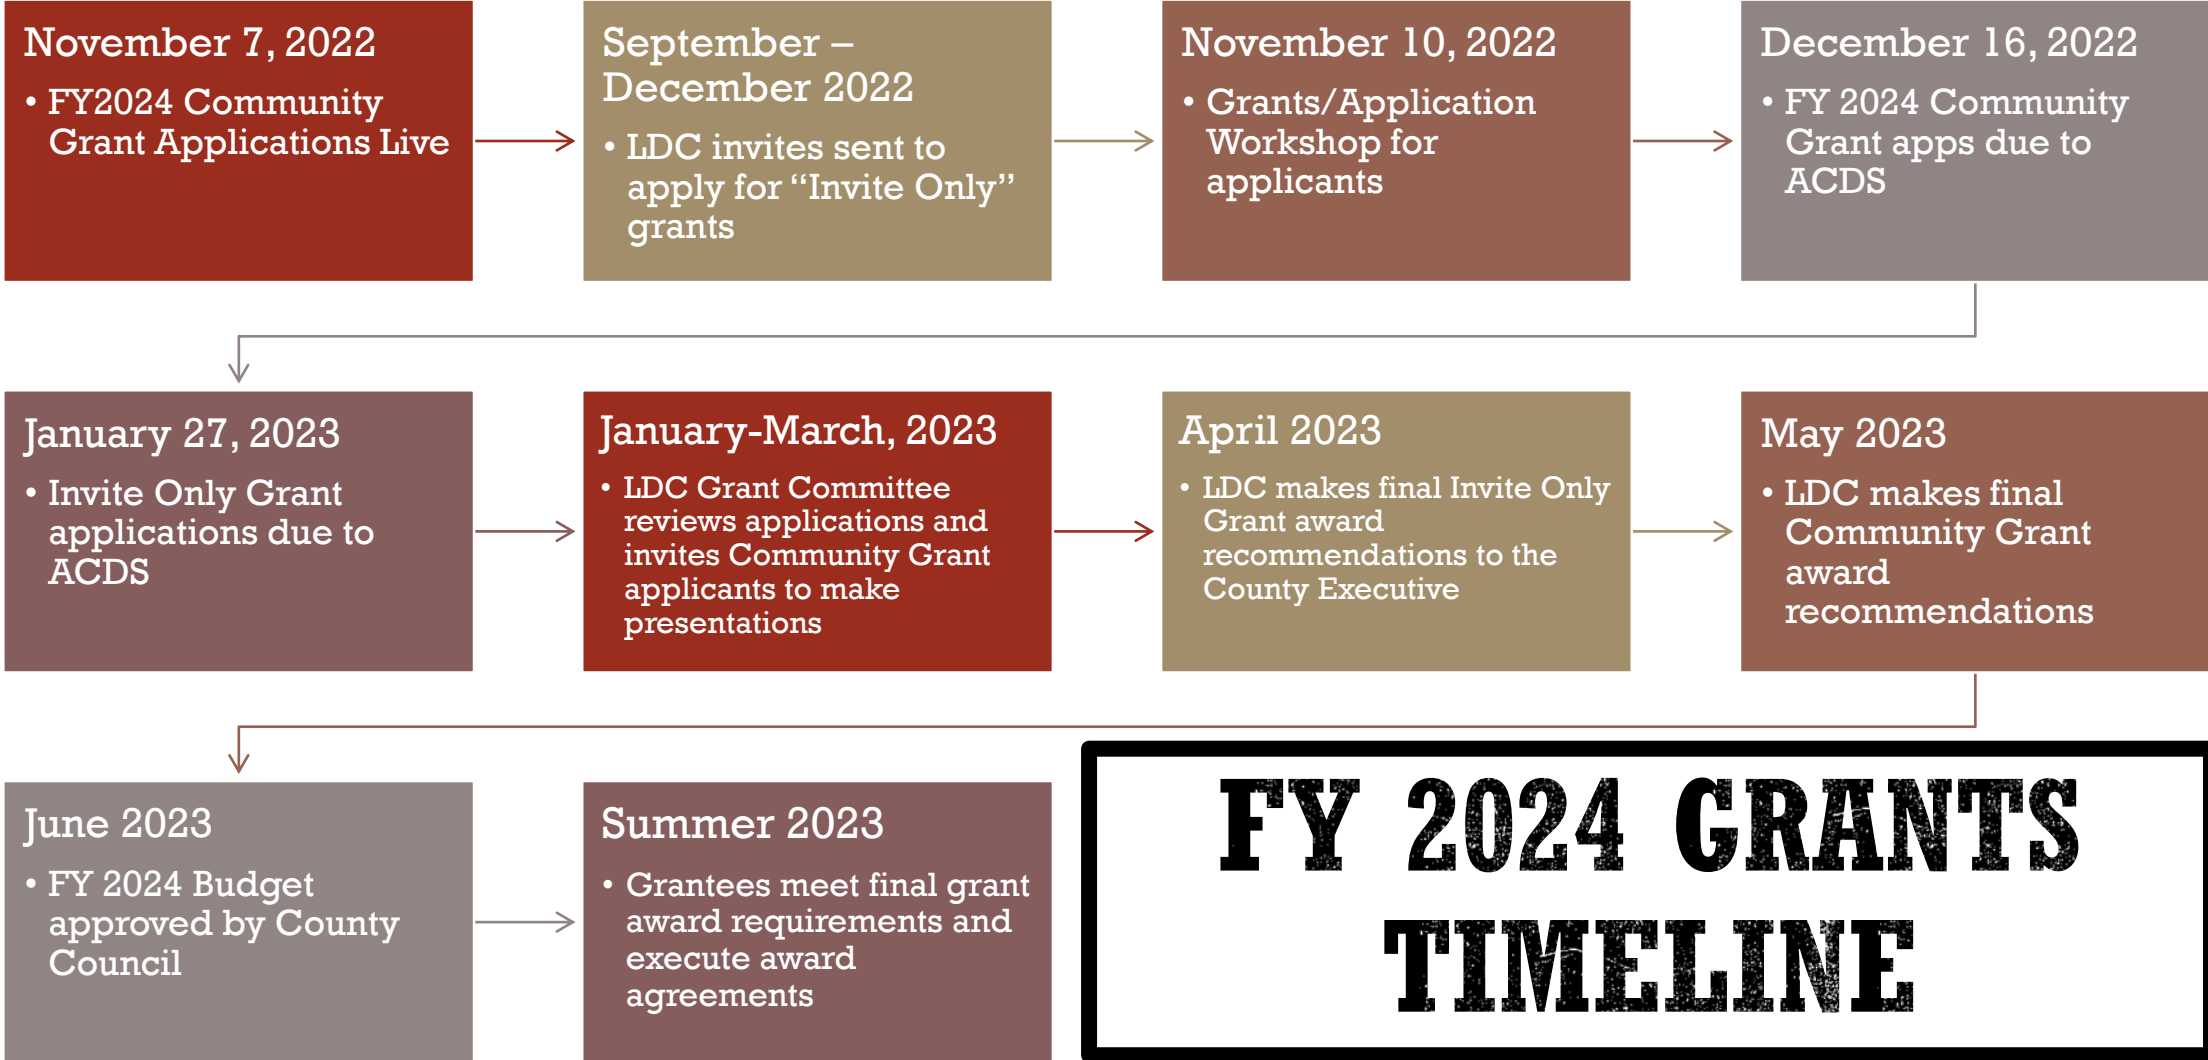 November 7, 2022
• FY2024 Community
Grant Applications Live
September –
December 2022
• LDC invites sent to
apply for “Invite Only”
grants
November 10, 2022
• Grants/Application
Workshop for
applicants
December 16, 2022
• FY 2024 Community
Grant apps due to
ACDS
January 27, 2023
• Invite Only Grant
applications due to
ACDS
January-March, 2023
• LDC Grant Committee
reviews applications and
invites Community Grant
applicants to make
presentations
April 2023
• LDC makes final Invite Only
Grant award
recommendations to the
County Executive
May 2023
• LDC makes final
Community Grant
award
recommendations
June 2023
• FY 2024 Budget
approved by County
Council
Summer 2023
• Grantees meet final grant
award requirements and
execute award
agreements
FY 2024 GRANTS
TIMELINE